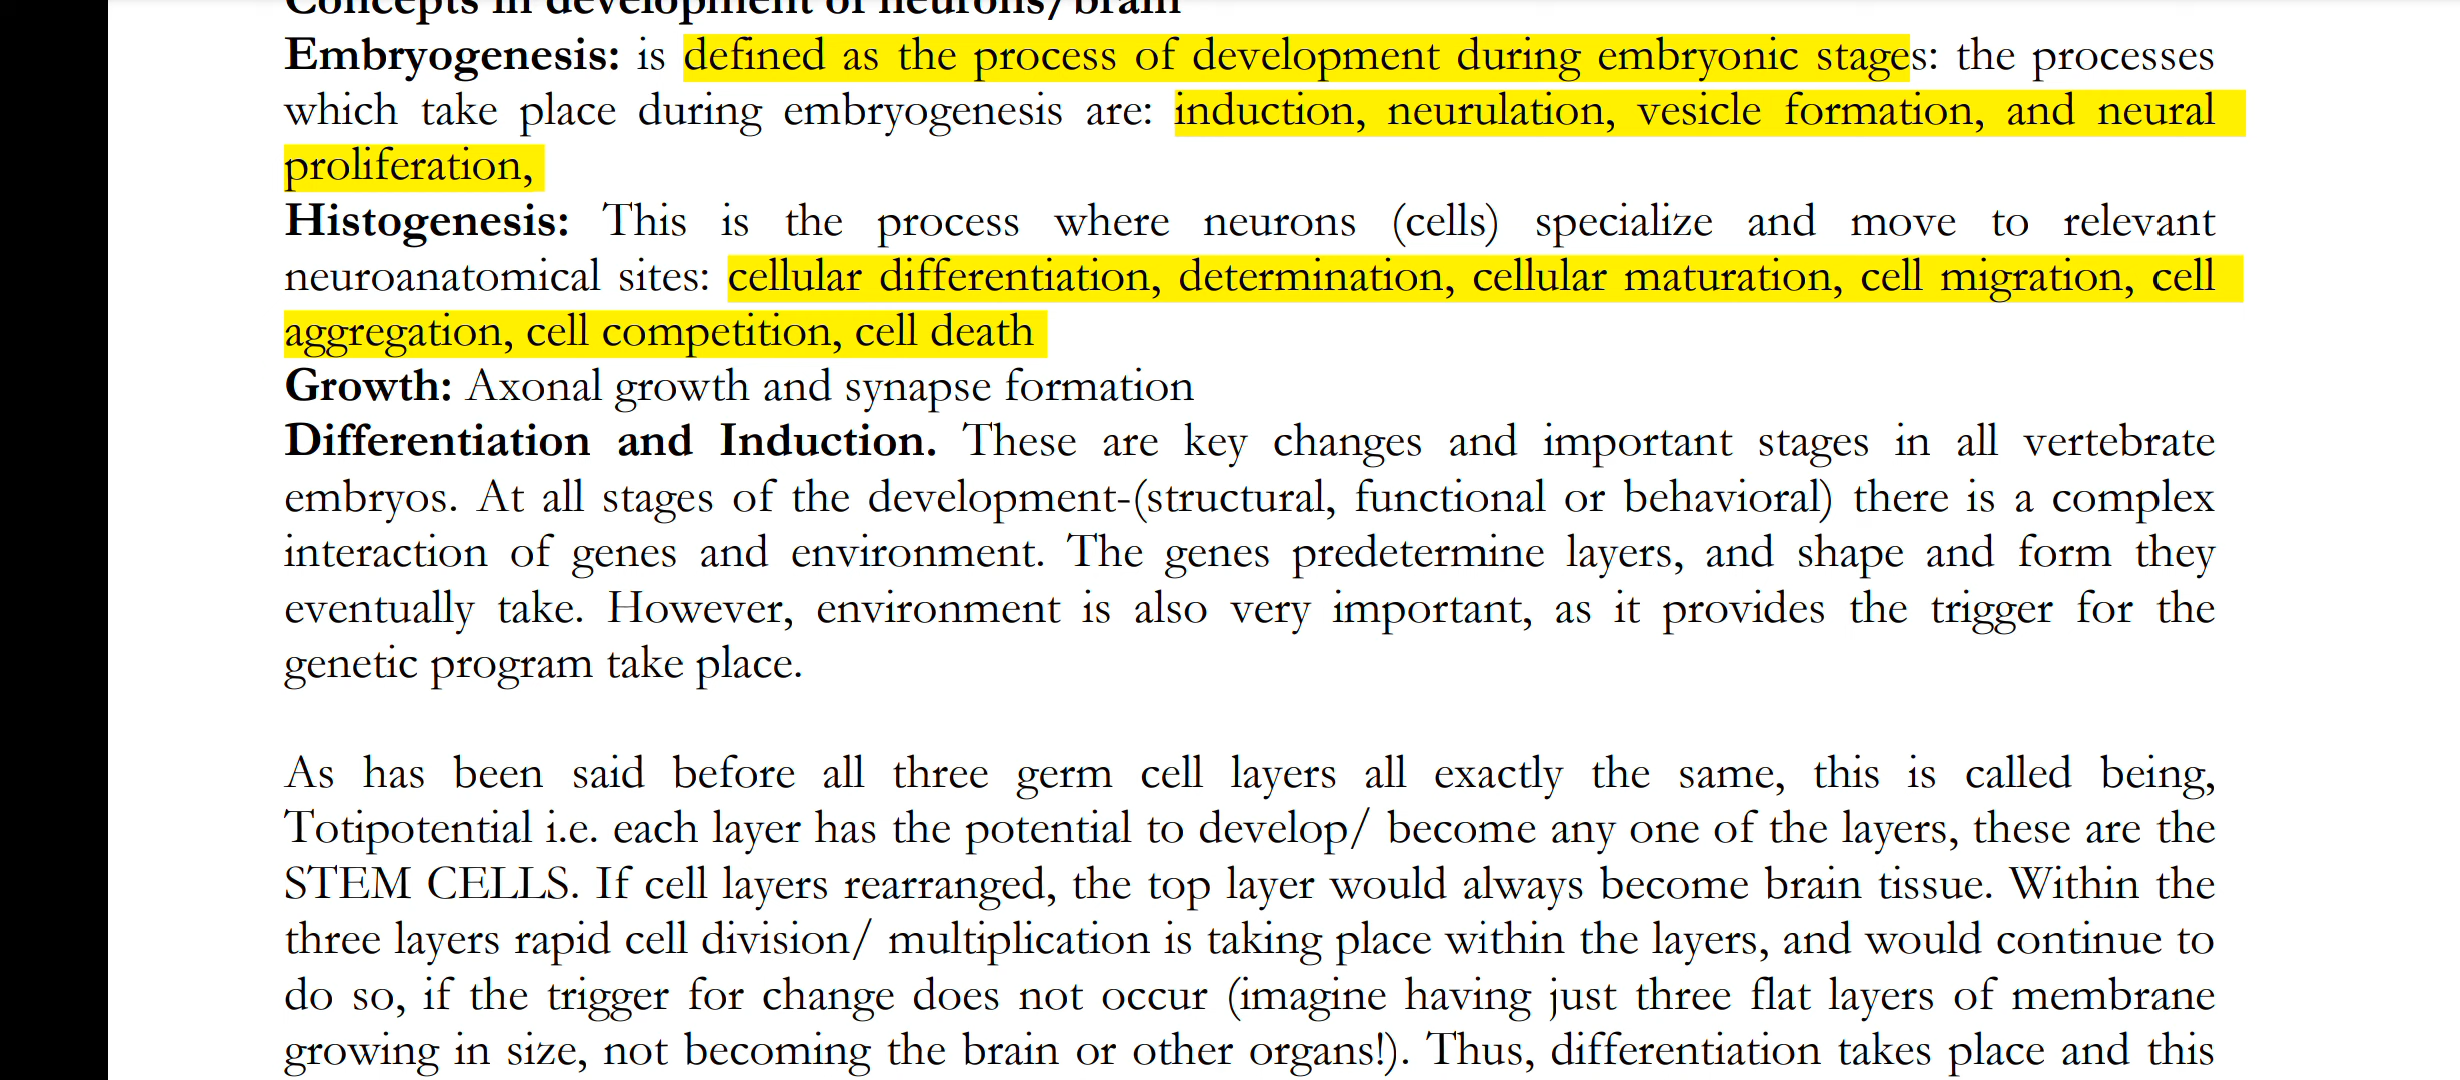 Concepts in development of neurons/brain
Embryogenesis: is defined as the process of development during embryonic stages: the processes
which take place during embryogenesis are: induction, neurulation, vesicle formation, and neural
proliferation,
Histogenesis: This is the process where neurons (cells) specialize and move to relevant
neuroanatomical sites: cellular differentiation, determination, cellular maturation, cell migration, cell
aggregation, cell competition, cell death
Growth: Axonal growth and synapse formation
Differentiation and Induction. These are key changes and important stages in all vertebrate
embryos. At all stages of the development-(structural, functional or behavioral) there is a complex
interaction of genes and environment. The genes predetermine layers, and shape and form they
eventually take. However, environment is also very important, as it provides the trigger for the
genetic program take place.
As has been said before all three germ cell layers all exactly the same, this is called being,
Totipotential i.e. each layer has the potential to develop/ become any one of the layers, these are the
STEM CELLS. If cell layers rearranged, the top layer would always become brain tissue. Within the
three layers rapid cell division/ multiplication is taking place within the layers, and would continue to
do so, if the trigger for change does not occur (imagine having just three flat layers of membrane
growing in size, not becoming the brain or other organs!). Thus, differentiation takes place and this